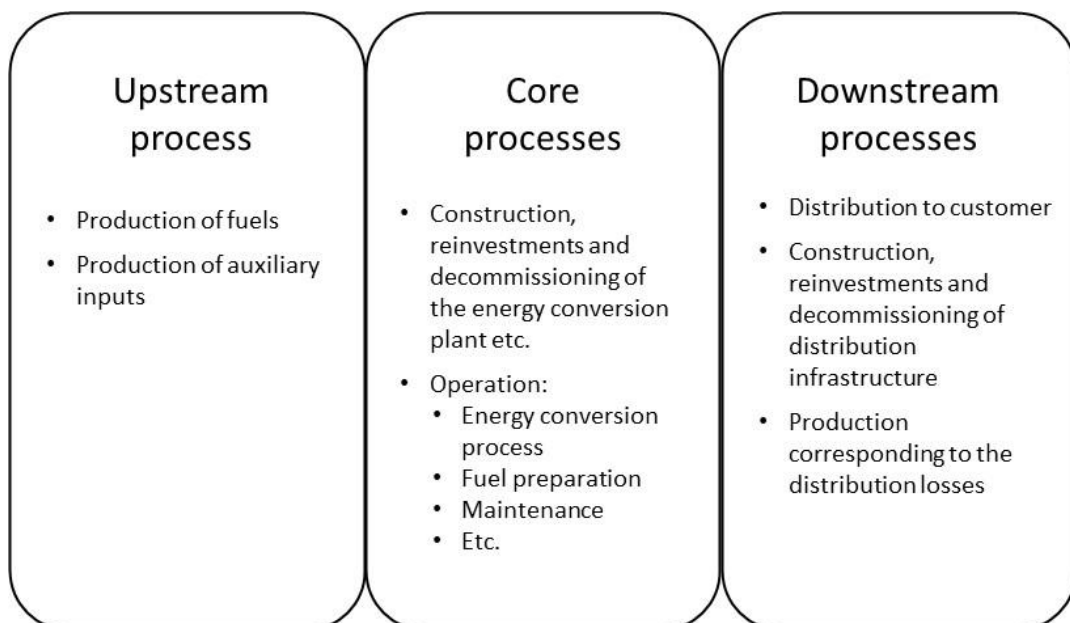 Upstream
process
• Production of fuels
• Production of auxiliary
inputs
Core
processes
• Construction,
reinvestments and
decommissioning of
the energy conversion
plant etc.
• Operation:
• Energy conversion
process
• Fuel preparation
• Maintenance
• Etc.
Downstream
processes
• Distribution to customer
• Construction,
reinvestments and
decommissioning of
distribution
infrastructure
• Production
corresponding to the
distribution losses